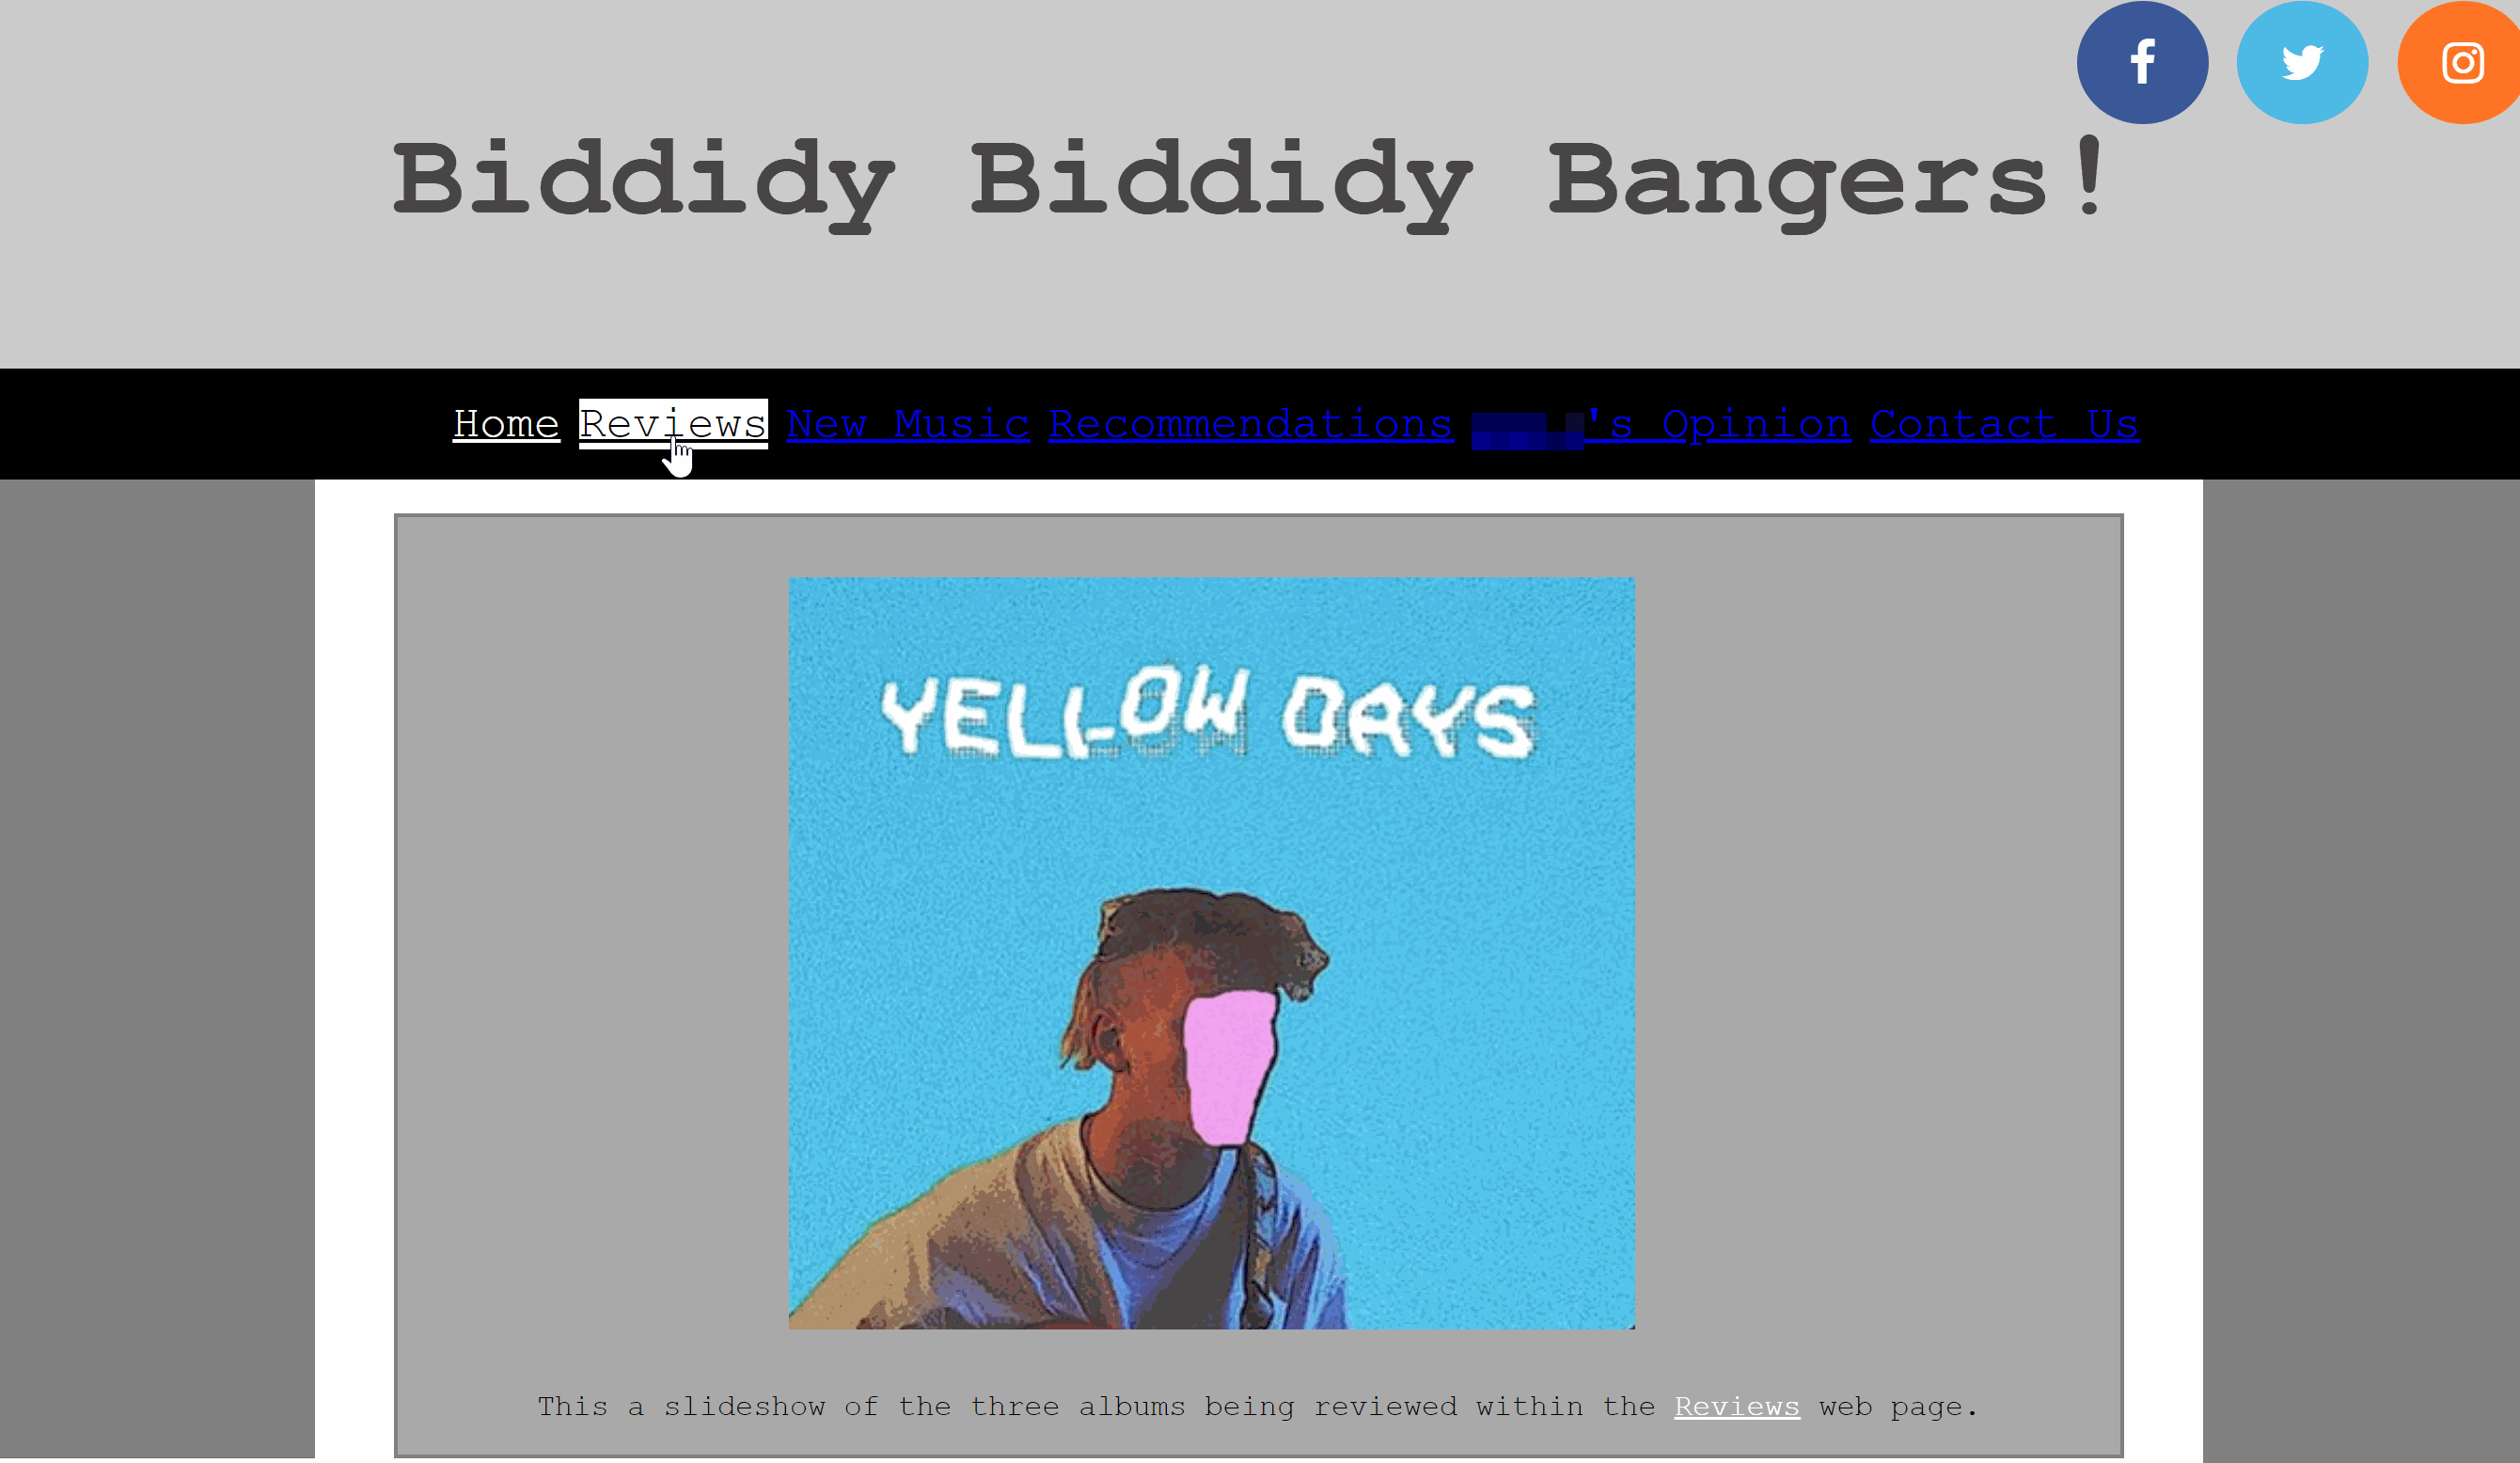 Biddidy Biddidy Bangers!
Home Reviews New Music Recommendations 's Opinion Contact Us
YELLOW DAYS
This a slideshow of the three albums being reviewed within the Reviews web page.